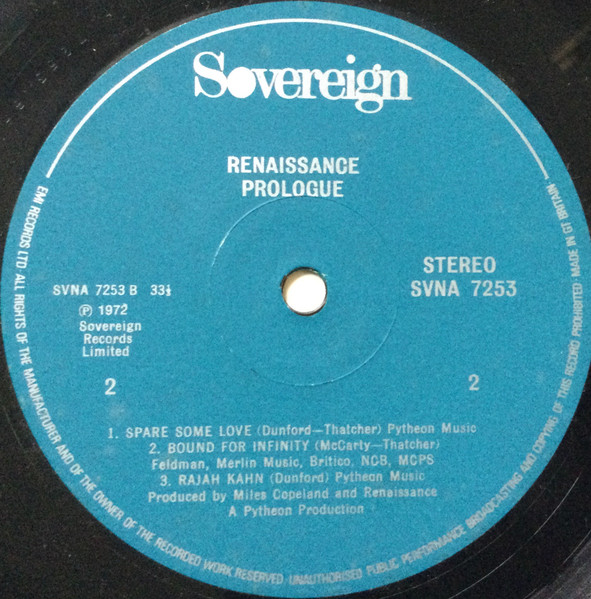 Sovereign
RENAISSANCE
PROLOGUE
STEREO
SVNA 7253
SVNA 7253 B 33⅓
Ⓟ 1972
Sovereign
Records
Limited
2
2
1. SPARE SOME LOVE (Dunford—Thatcher) Pytheon Music
2. BOUND FOR INFINITY (McCarty—Thatcher)
Feldman, Merlin Music, Britico, NCB, MCPS
3. RAJAH KAHN (Dunford) Pytheon Music
Produced by Miles Copeland and Renaissance
A Pytheon Production
EMI RECORDS LTD · ALL RIGHTS OF THE MANUFACTURER AND OF THE OWNER OF THE RECORDED WORK RESERVED · UNAUTHORISED PUBLIC PERFORMANCE BROADCASTING AND COPYING OF THIS RECORD PROHIBITED · MADE IN GT BRITAIN